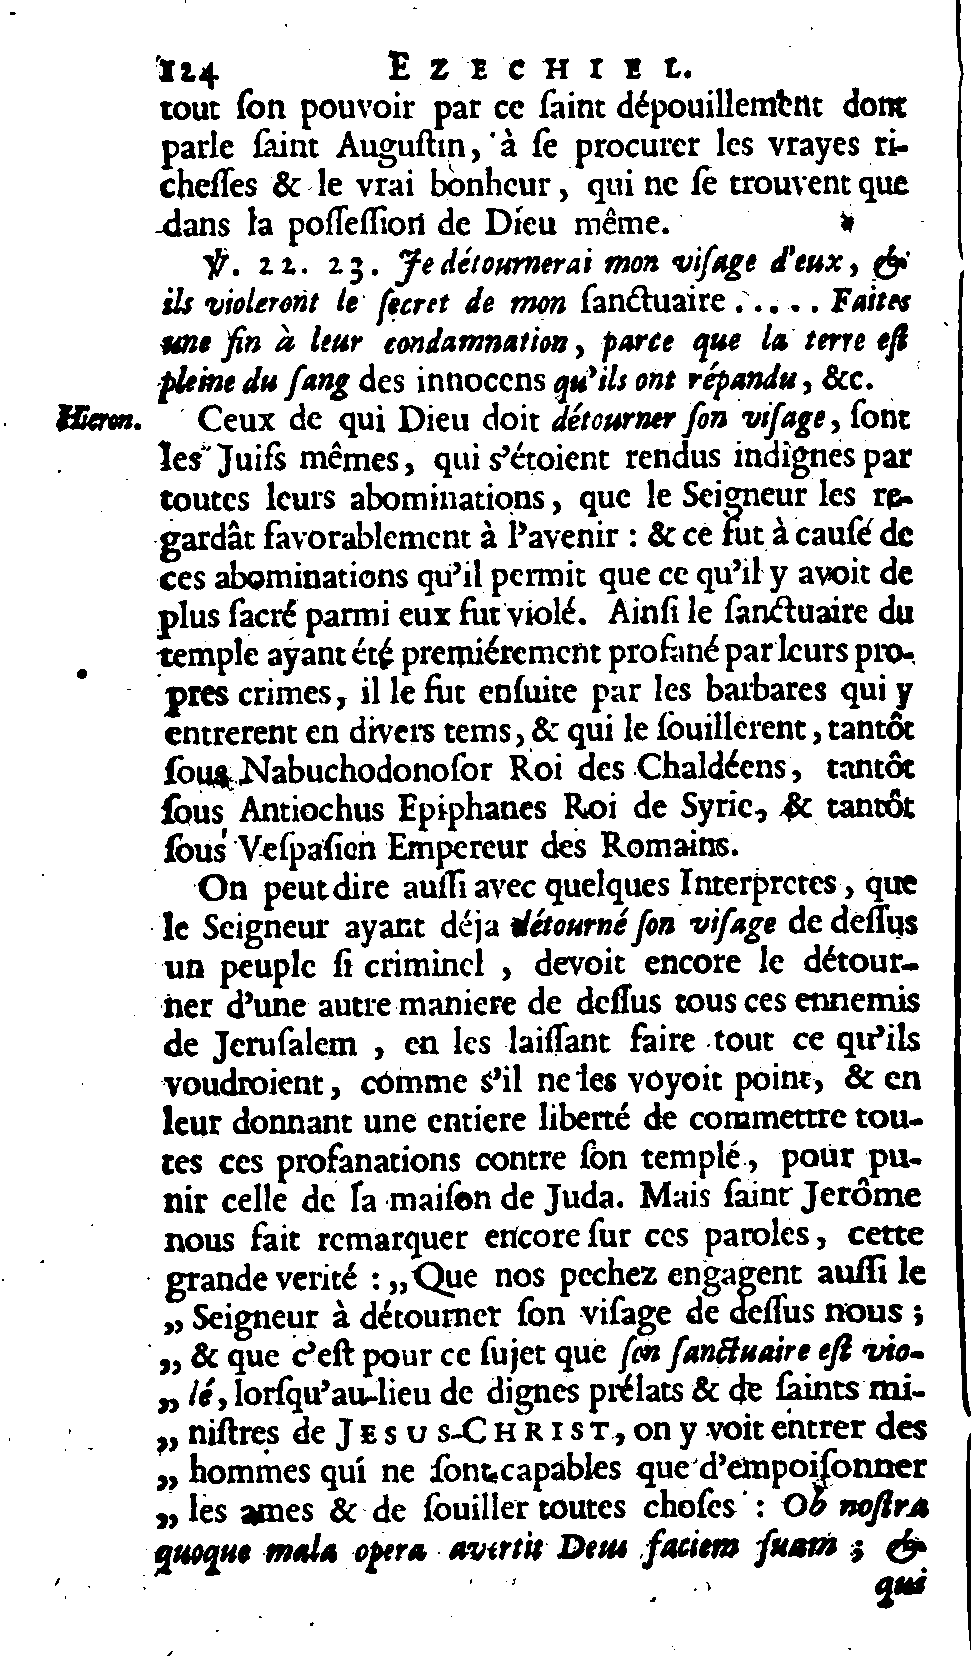 124 EZECHIEL.
tout ſon pouvoir par ce ſaint dépouillement dont
parle ſaint Auguſtin, à ſe procurer les vrayes ri-
cheſſes & le vrai bonheur, qui ne ſe trouvent que
dans la poſſeſſion de Dieu même.
℣. 22. 23. Je détournerai mon viſage d'eux, &
ils violeront le ſecret de mon ſanctuaire..... Faites
une fin à leur condamnation, parce que la terre eſt
pleine du ſang des innocens qu'ils ont répandu, &c.
Hieron. Ceux de qui Dieu doit détourner ſon viſage, ſont
les Juifs mêmes, qui s'étoient rendus indignes par
toutes leurs abominations, que le Seigneur les re-
gardât favorablement à l'avenir : & ce fut à cauſe de
ces abominations qu'il permit que ce qu'il y avoit de
plus ſacré parmi eux fut violé. Ainſi le ſanctuaire du
temple ayant été premiérement profané par leurs pro-
pres crimes, il le fut enſuite par les barbares qui y
entrerent en divers tems, & qui le ſouillerent, tantôt
ſous Nabuchodonoſor Roi des Chaldéens, tantôt
ſous Antiochus Epiphanes Roi de Syrie, & tantôt
ſous Veſpaſien Empereur des Romains.
On peut dire auſſi avec quelques Interpretes, que
le Seigneur ayant déja détourné ſon viſage de deſſus
un peuple ſi criminel , devoit encore le détour-
ner d'une autre maniere de deſſus tous ces ennemis
de Jeruſalem , en les laiſſant faire tout ce qu'ils
voudroient, comme s'il ne les voyoit point, & en
leur donnant une entiere liberté de commettre tou-
tes ces profanations contre ſon temple, pour pu-
nir celle de ſa maiſon de Juda. Mais ſaint Jerôme
nous fait remarquer encore ſur ces paroles, cette
grande verité : „Que nos pechez engagent auſſi le
„ Seigneur à détourner ſon viſage de deſſus nous ;
„ & que c'eſt pour ce ſujet que ſon ſanctuaire eſt vio-
„ lé, lorſqu'au-lieu de dignes prélats & de ſaints mi-
„ niſtres de JESUS-CHRIST, on y voit entrer des
„ hommes qui ne ſont capables que d'empoiſonner
„ les ames & de ſouiller toutes choſes : Ob noſtra
quoque mala opera avertit Deus faciem ſuam ; &
qui